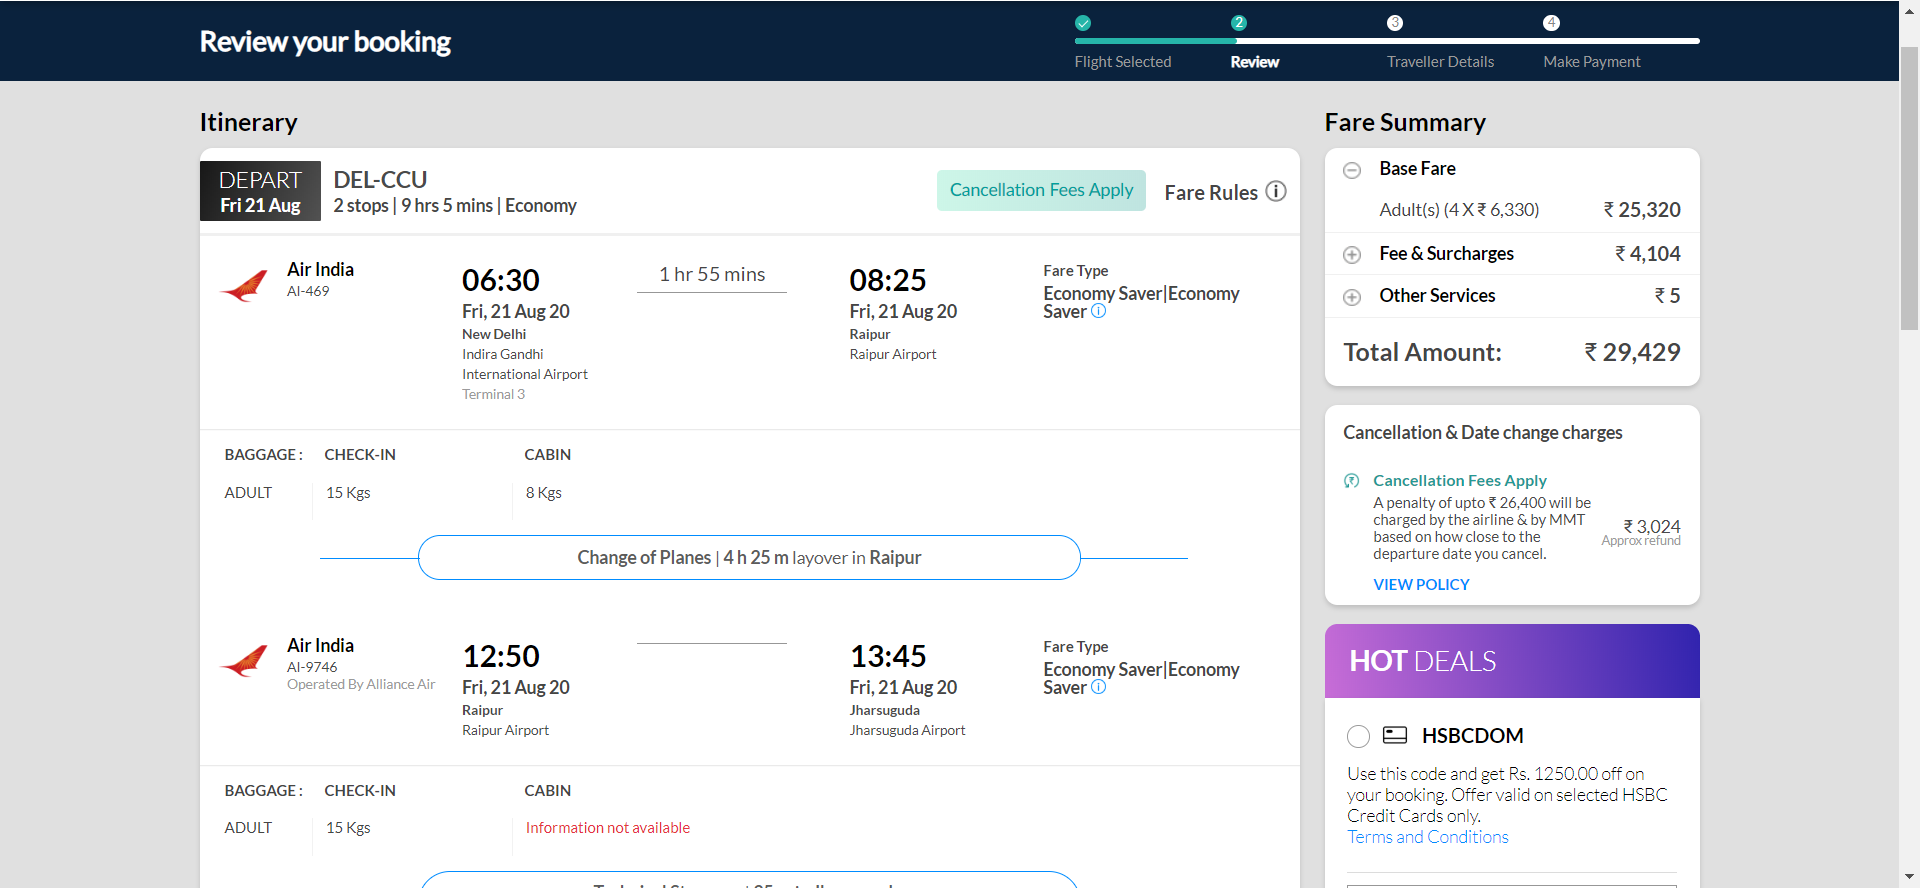 Review your booking
2
3
4
Flight Selected
Review
Traveller Details
Make Payment
Itinerary
DEPART
Fri 21 Aug
DEL-CCU
2 stops | 9 hrs 5 mins | Economy
Cancellation Fees Apply
Fare Rules
Air India
AI-469
06:30
Fri, 21 Aug 20
New Delhi
Indira Gandhi
International Airport
Terminal 3
1 hr 55 mins
08:25
Fri, 21 Aug 20
Raipur
Raipur Airport
Fare Type
Economy Saver|Economy
Saver
BAGGAGE : CHECK-IN CABIN
ADULT 15 Kgs 8 Kgs
Change of Planes | 4 h 25 m layover in Raipur
Air India
AI-9746
Operated By Alliance Air
12:50
Fri, 21 Aug 20
Raipur
Raipur Airport
13:45
Fri, 21 Aug 20
Jharsuguda
Jharsuguda Airport
Fare Type
Economy Saver|Economy
Saver
BAGGAGE : CHECK-IN CABIN
ADULT 15 Kgs Information not available
Fare Summary
Base Fare
Adult(s) (4 X ₹ 6,330) ₹ 25,320
Fee & Surcharges ₹ 4,104
Other Services ₹ 5
Total Amount: ₹ 29,429
Cancellation & Date change charges
Cancellation Fees Apply
A penalty of upto ₹ 26,400 will be
charged by the airline & by MMT
based on how close to the
departure date you cancel.
₹ 3,024
Approx refund
VIEW POLICY
HOT DEALS
HSBCDOM
Use this code and get Rs. 1250.00 off on
your booking. Offer valid on selected HSBC
Credit Cards only.
Terms and Conditions